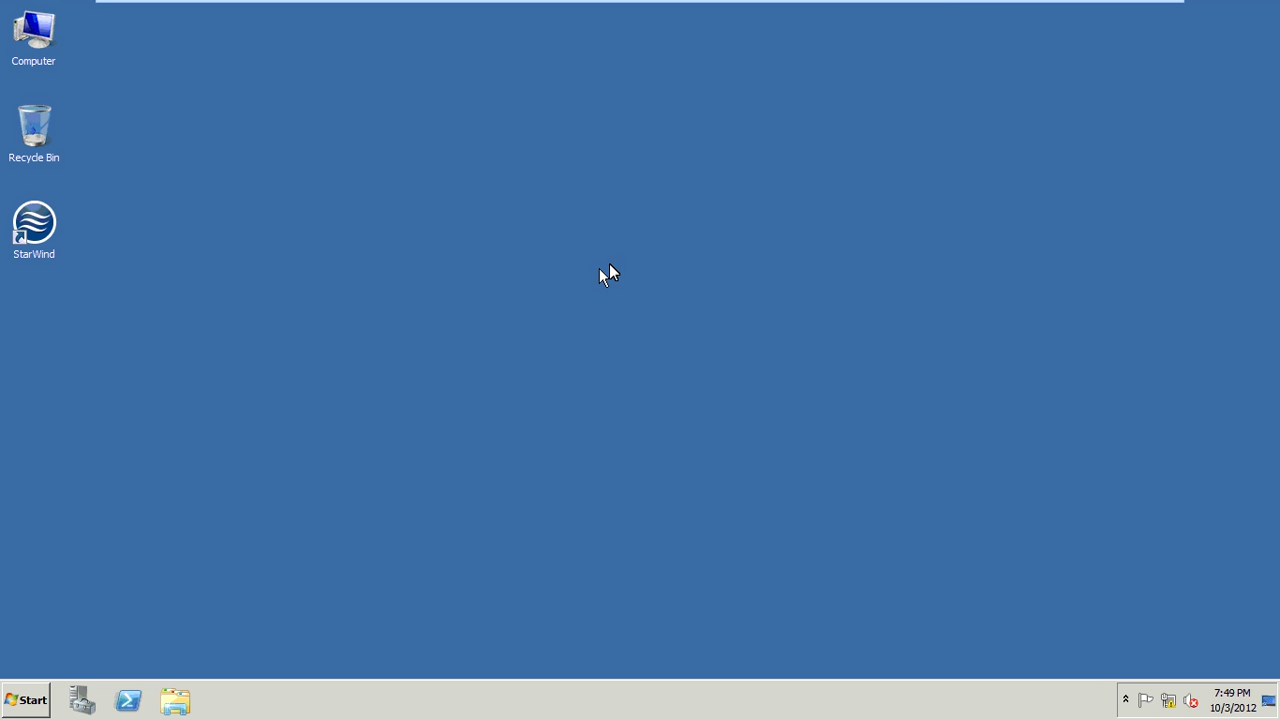 Computer
Recycle Bin
StarWind
Start
7:49 PM
10/3/2012